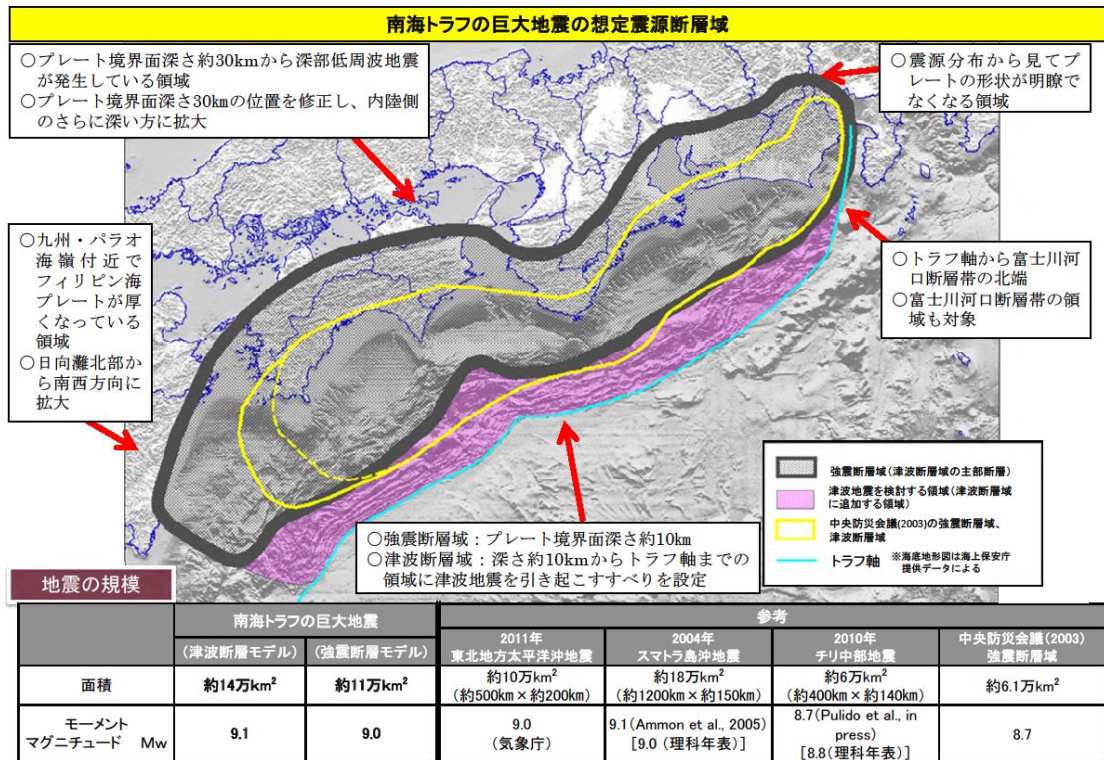 南海トラフの巨大地震の想定震源断層域
○プレート境界面深さ約30kmから深部低周波地震
が発生している領域
○プレート境界面深さ30㎞の位置を修正し、内陸側
のさらに深い方に拡大
○震源分布から見てプ
レートの形状が明瞭で
なくなる領域
○九州・パラオ
海嶺付近で
フィリピン海
プレートが厚
くなっている
領域
○日向灘北部か
ら南西方向に
拡大
○トラフ軸から富士川河
口断層帯の北端
○富士川河口断層帯の領
域も対象
○強震断層域：プレート境界面深さ約10㎞
○津波断層域：深さ約10kmからトラフ軸までの
領域に津波地震を引き起こすすべりを設定
強震断層域(津波断層域の主部断層)
津波地震を検討する領域(津波断層域
に追加する領域)
中央防災会議(2003)の強震断層域、
津波断層域
トラフ軸 ※海底地形図は海上保安庁
提供データによる
地震の規模
南海トラフの巨大地震
参考
(津波断層モデル)
(強震断層モデル)
2011年
東北地方太平洋沖地震
2004年
スマトラ島沖地震
2010年
チリ中部地震
中央防災会議(2003)
強震断層域
面積
約14万km²
約11万km²
約10万km²
(約500km×約200km)
約18万km²
(約1200km×約150km)
約6万km²
(約400km×約140km)
約6.1万km²
モーメント
マグニチュード Mw
9.1
9.0
9.0
(気象庁)
9.1(Ammon et al., 2005)
[9.0 (理科年表)]
8.7(Pulido et al., in
press)
[8.8(理科年表)]
8.7